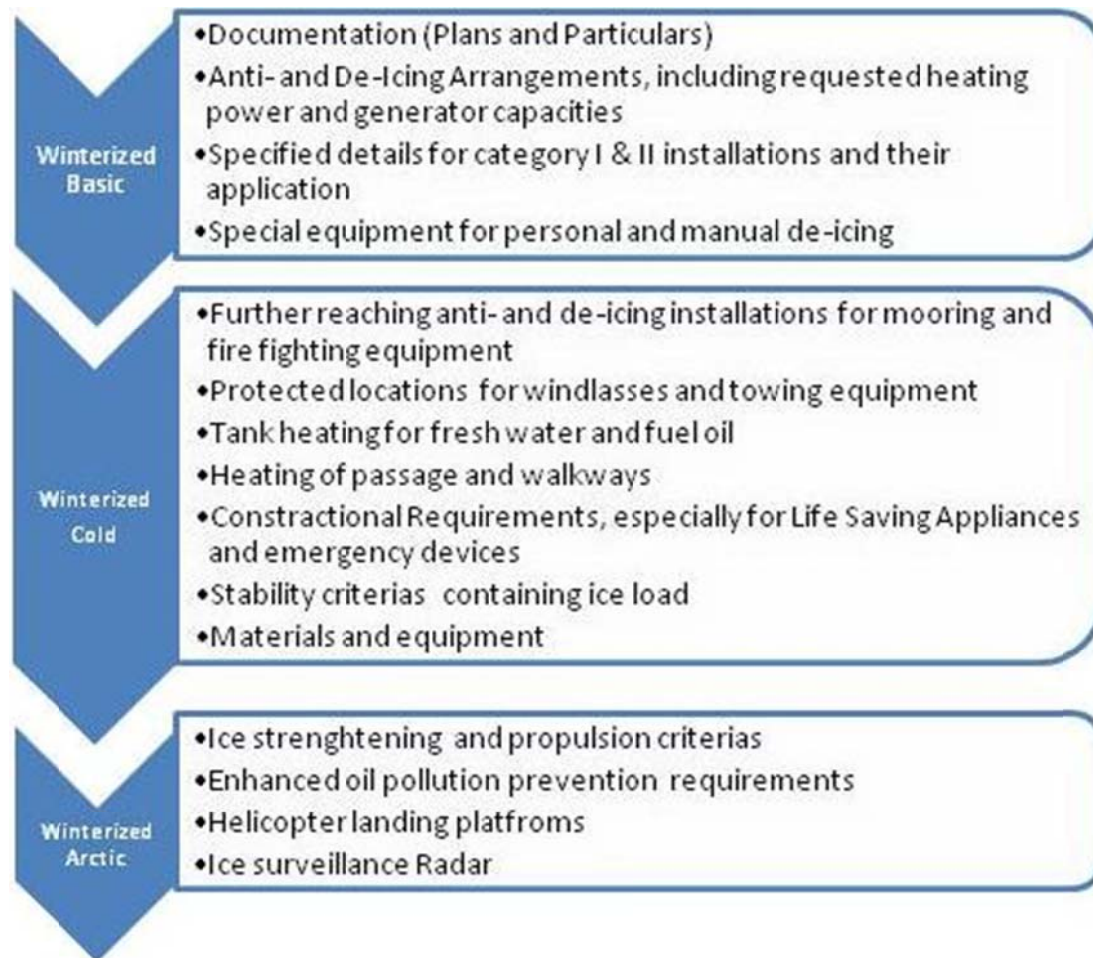 Winterized
Basic
•Documentation (Plans and Particulars)
•Anti- and De-Icing Arrangements, including requested heating
power and generator capacities
•Specified details for category I & II installations and their
application
•Special equipment for personal and manual de-icing
Winterized
Cold
•Further reaching anti- and de-icing installations for mooring and
fire fighting equipment
•Protected locations for windlasses and towing equipment
•Tank heating for fresh water and fuel oil
•Heating of passage and walkways
•Constractional Requirements, especially for Life Saving Appliances
and emergency devices
•Stability criterias containing ice load
•Materials and equipment
Winterized
Arctic
•Ice strenghtening and propulsion criterias
•Enhanced oil pollution prevention requirements
•Helicopter landing platfroms
•Ice surveillance Radar